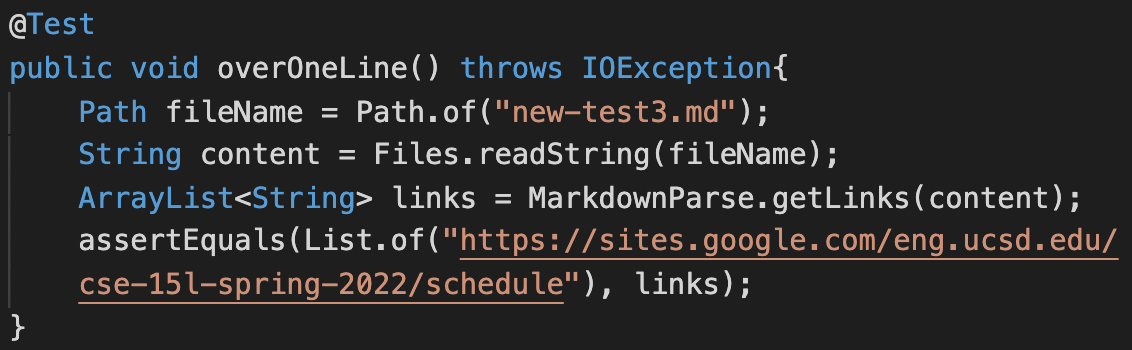 @Test
public void overOneLine() throws IOException{
    Path fileName = Path.of("new-test3.md");
    String content = Files.readString(fileName);
    ArrayList<String> links = MarkdownParse.getLinks(content);
    assertEquals(List.of("https://sites.google.com/eng.ucsd.edu/
    cse-15l-spring-2022/schedule"), links);
}